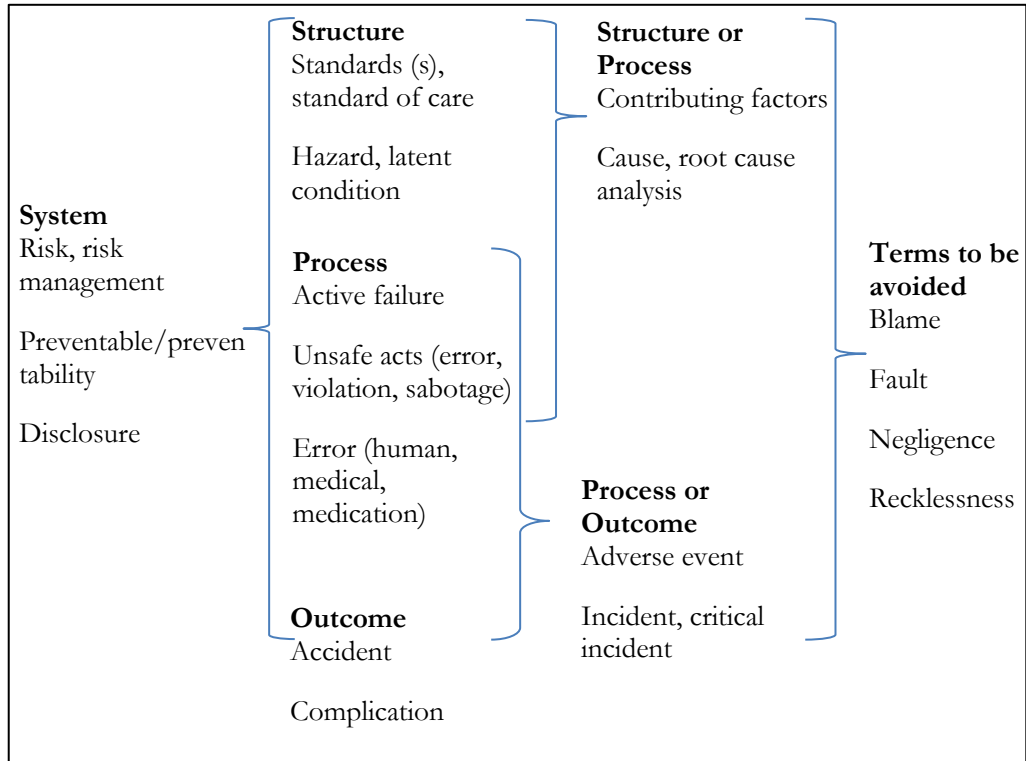 System
Risk, risk
management
Preventable/preven
tability
Disclosure
Structure
Standards (s),
standard of care
Hazard, latent
condition
Process
Active failure
Unsafe acts (error,
violation, sabotage)
Error (human,
medical,
medication)
Outcome
Accident
Complication
Structure or
Process
Contributing factors
Cause, root cause
analysis
Process or
Outcome
Adverse event
Incident, critical
incident
Terms to be
avoided
Blame
Fault
Negligence
Recklessness